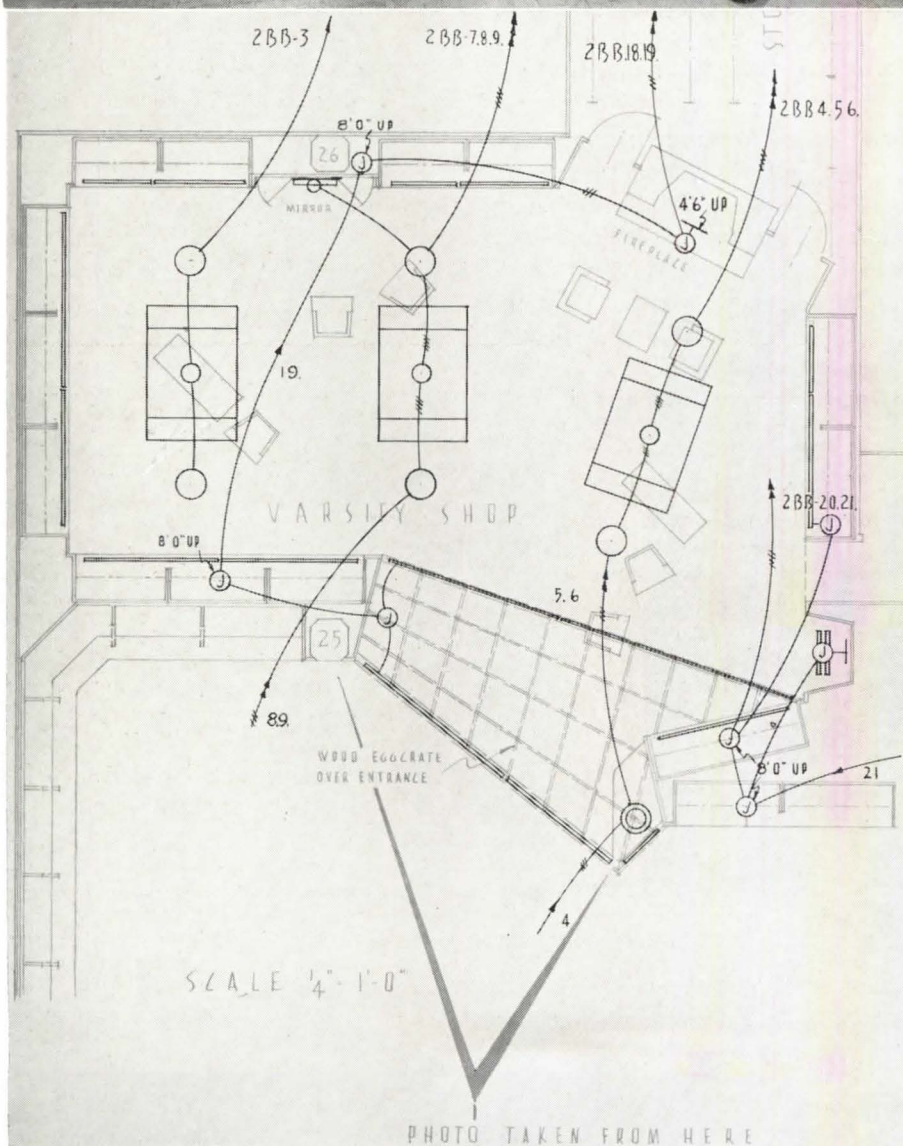 2BB-3
2BB-7.8.9.
2BB.18.19.
2BB4.5.6.
8'0" UP
26
MIRROR
4'6" UP
FIREPLACE
19.
VARSITY SHOP
2BB-20.21.
8'0" UP
5.6
25
8.9.
WOOD EGGCRATE
OVER ENTRANCE
8'0" UP
21
4
SCALE 1/4" - 1'-0"
PHOTO TAKEN FROM HERE